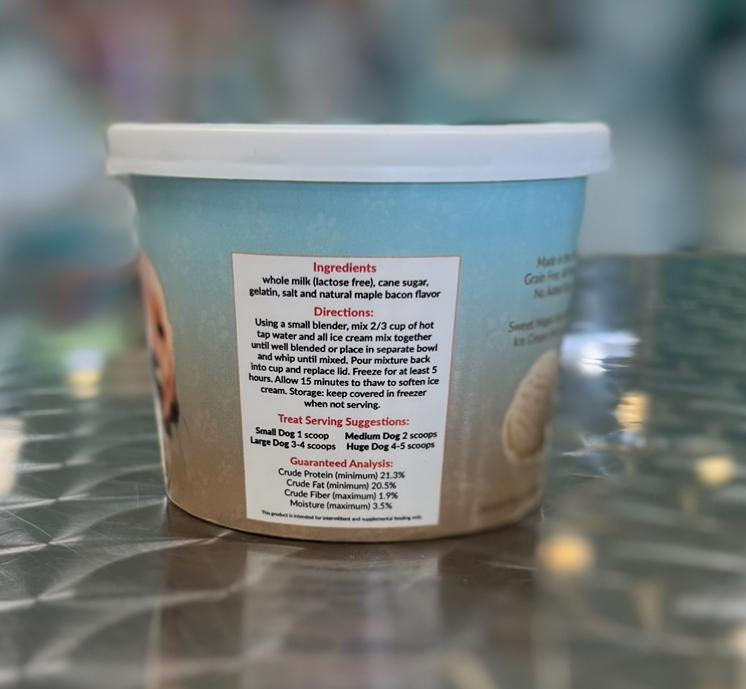 Ingredients
whole milk (lactose free), cane sugar,
gelatin, salt and natural maple bacon flavor
Directions:
Using a small blender, mix 2/3 cup of hot
tap water and all ice cream mix together
until well blended or place in separate bowl
and whip until mixed. Pour mixture back
into cup and replace lid. Freeze for at least 5
hours. Allow 15 minutes to thaw to soften ice
cream. Storage: keep covered in freezer
when not serving.
Treat Serving Suggestions:
Small Dog 1 scoop Medium Dog 2 scoops
Large Dog 3-4 scoops Huge Dog 4-5 scoops
Guaranteed Analysis:
Crude Protein (minimum) 21.3%
Crude Fat (minimum) 20.5%
Crude Fiber (maximum) 1.9%
Moisture (maximum) 3.5%
This product is intended for intermittent and supplemental feeding only.
Made in the
Grain Free
No
Sweet
Ice Cream